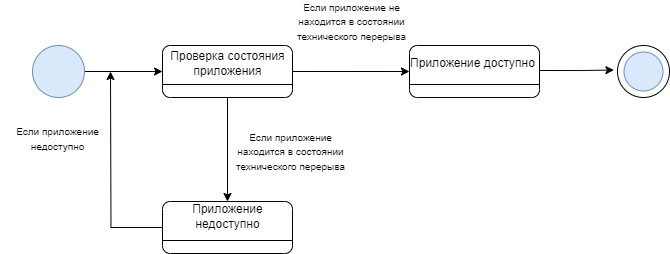 Если приложение не
находится в состоянии
технического перерыва
Проверка состояния
приложения
Приложение доступно
Если приложение
недоступно
Если приложение
находится в состоянии
технического перерыва
Приложение
недоступно